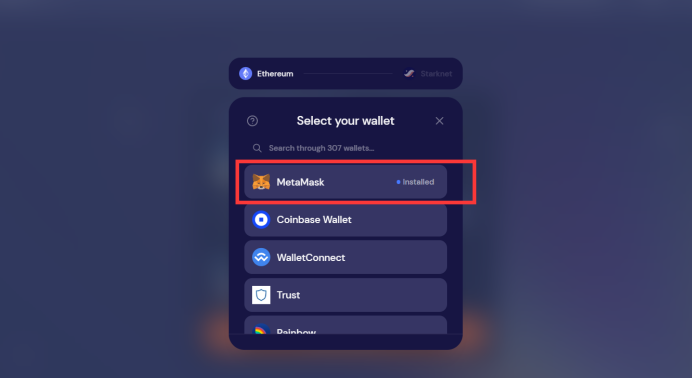 Ethereum
Starknet
Select your wallet
Search through 307 wallets...
MetaMask
Installed
Coinbase Wallet
WalletConnect
Trust
Rainbow